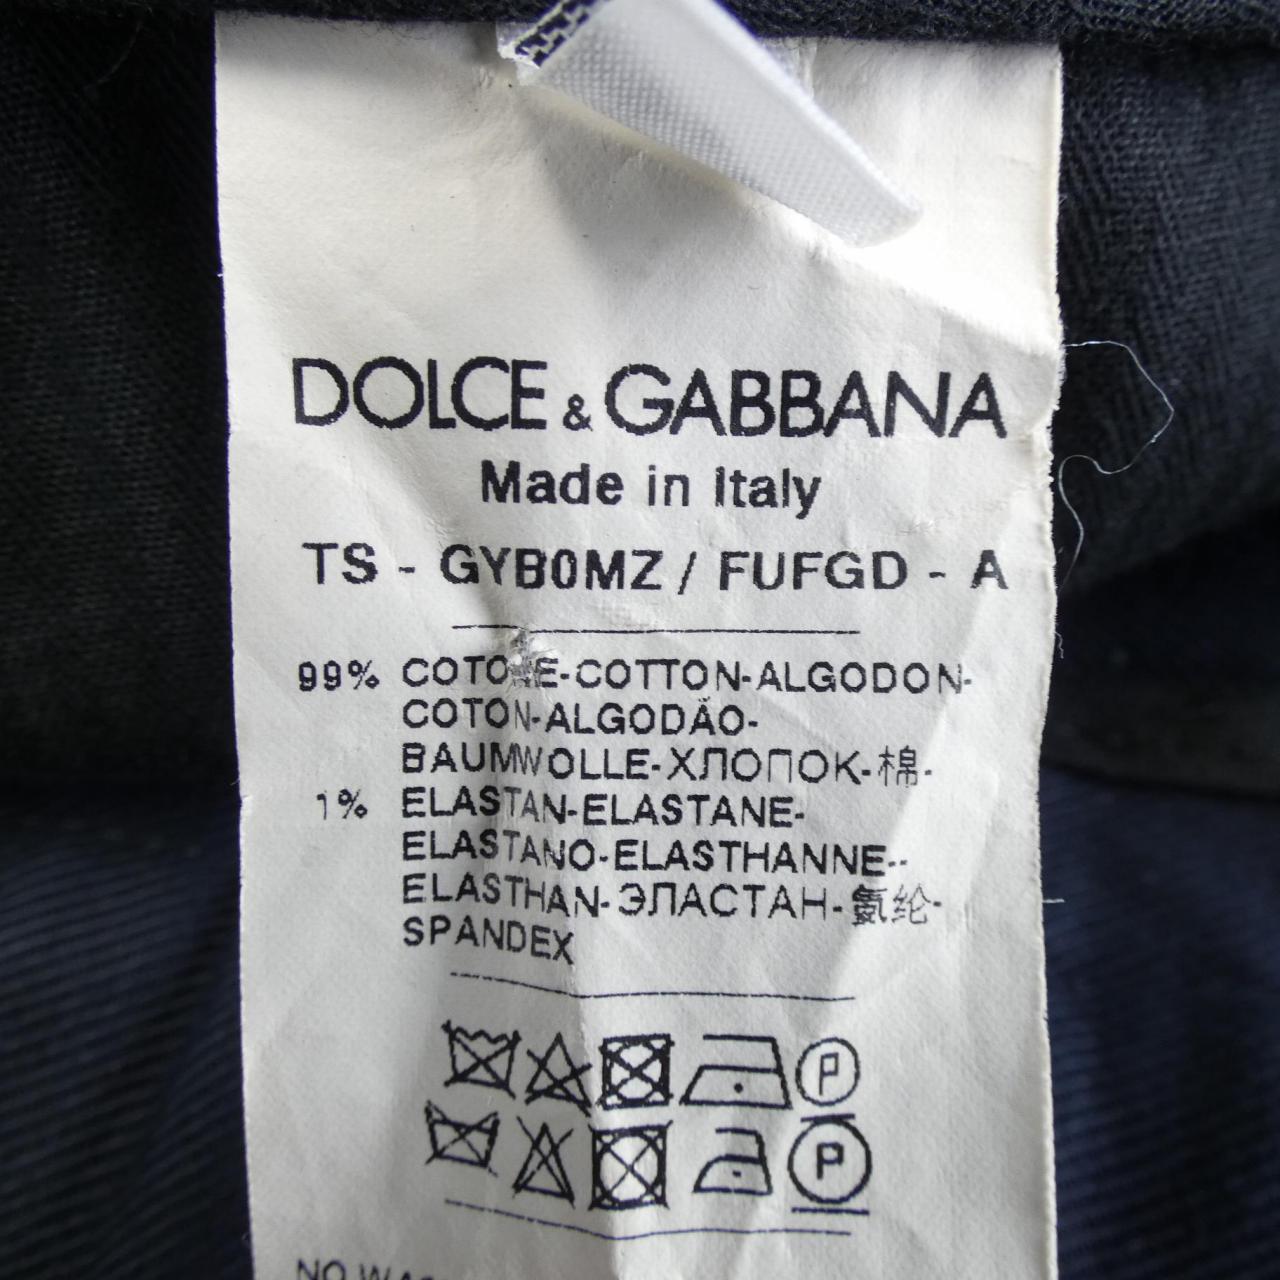 DOLCE & GABBANA
Made in Italy
TS - GYB0MZ / FUFGD - A
99% COTONE-COTTON-ALGODON-
COTON-ALGODÃO-
BAUMWOLLE-ХЛОПОК-棉-
1% ELASTAN-ELASTANE-
ELASTANO-ELASTHANNE--
ELASTHAN-ЭЛАСТАН-氨纶-
SPANDEX
P
P
NO